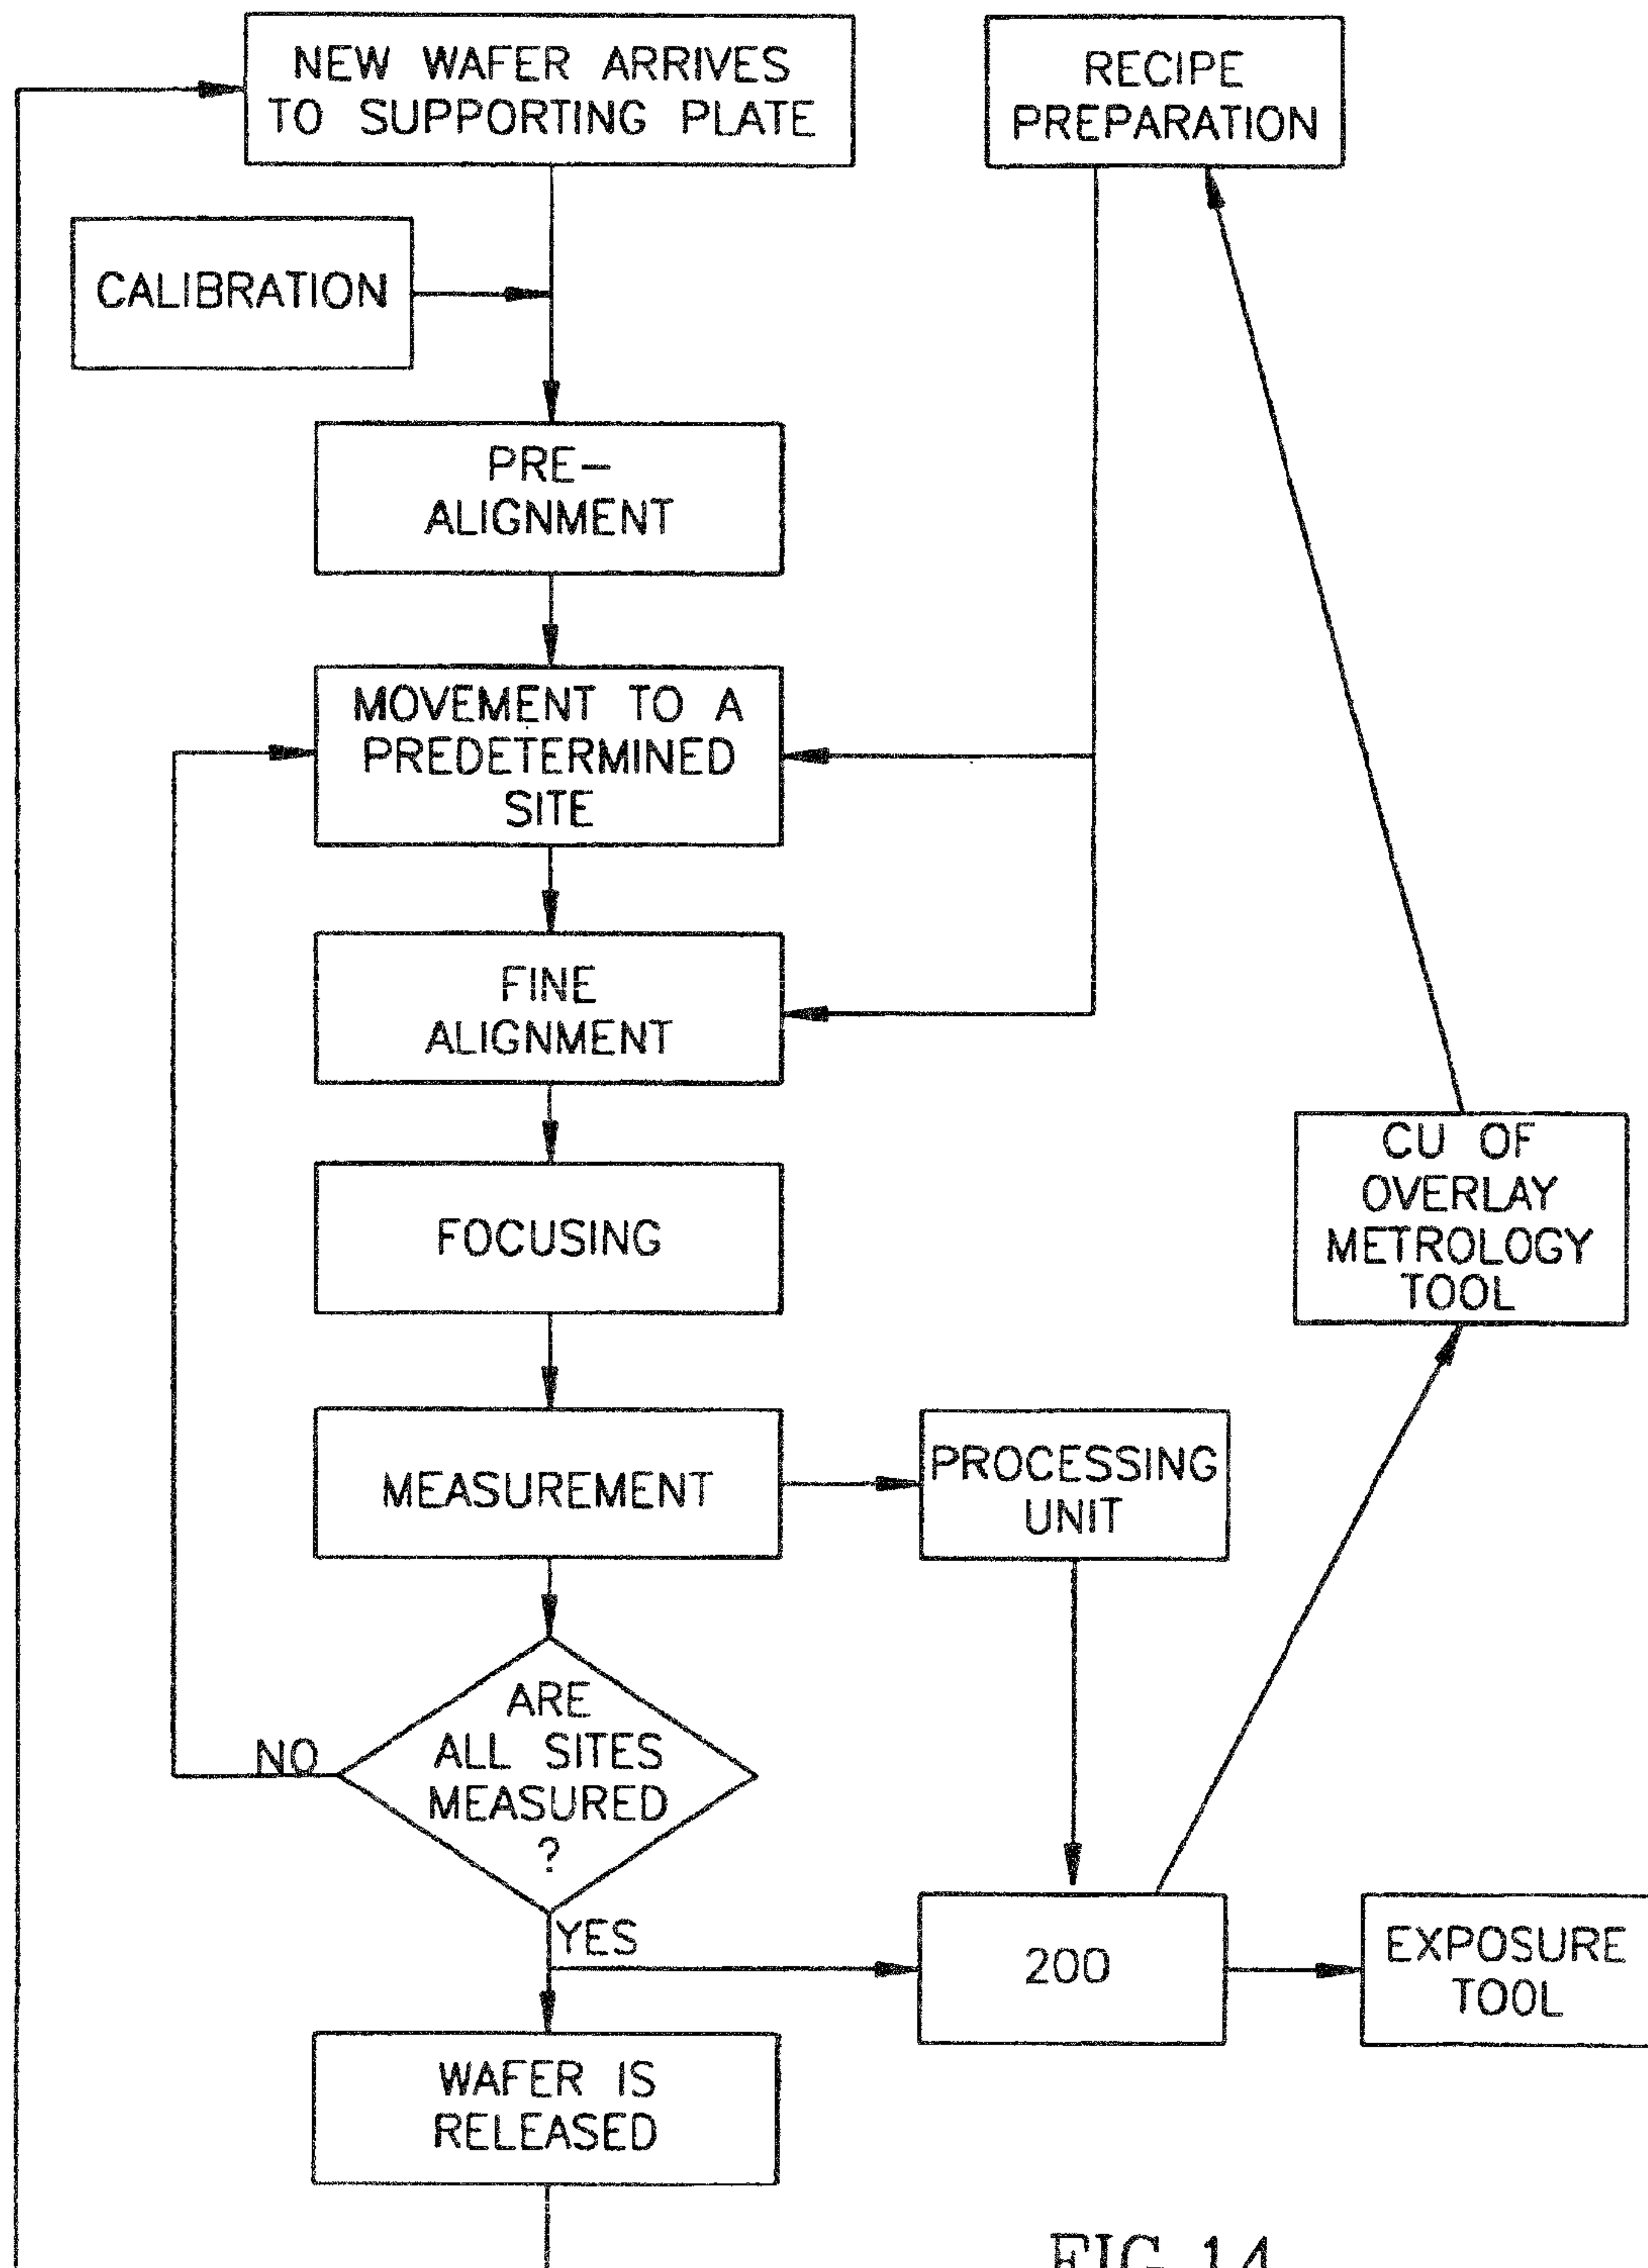 NEW WAFER ARRIVES
TO SUPPORTING PLATE
RECIPE
PREPARATION
CALIBRATION
PRE-
ALIGNMENT
MOVEMENT TO A
PREDETERMINED
SITE
FINE
ALIGNMENT
CU OF
OVERLAY
METROLOGY
TOOL
FOCUSING
MEASUREMENT
PROCESSING
UNIT
ARE
ALL SITES
MEASURED
?
NO
YES
200
EXPOSURE
TOOL
WAFER IS
RELEASED
FIG.14